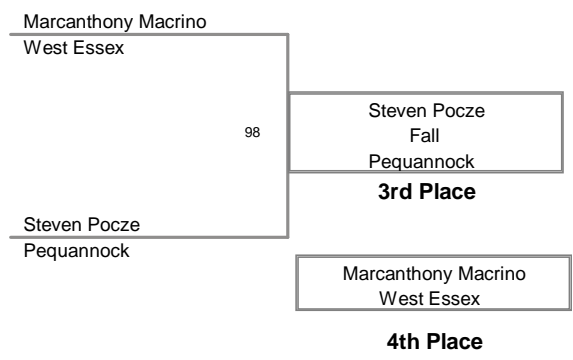 Marcanthony Macrino
West Essex
98
Steven Pocze
Fall
Pequannock
3rd Place
Steven Pocze
Pequannock
Marcanthony Macrino
West Essex
4th Place